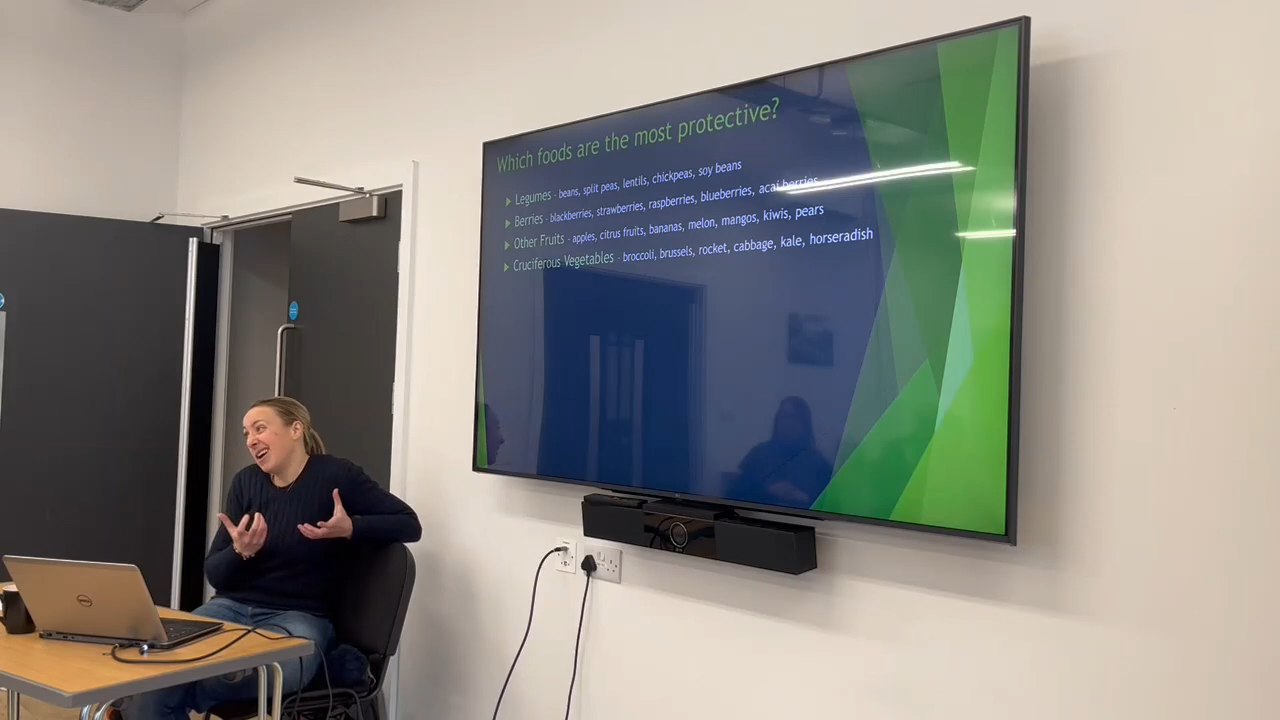 Which foods are the most protective?
Legumes - beans, split peas, lentils, chickpeas, soy beans
Berries - blackberries, strawberries, raspberries, blueberries, acai berries
Other Fruits - apples, citrus fruits, bananas, melon, mangos, kiwis, pears
Cruciferous Vegetables - broccoli, brussels, rocket, cabbage, kale, horseradish
DELL